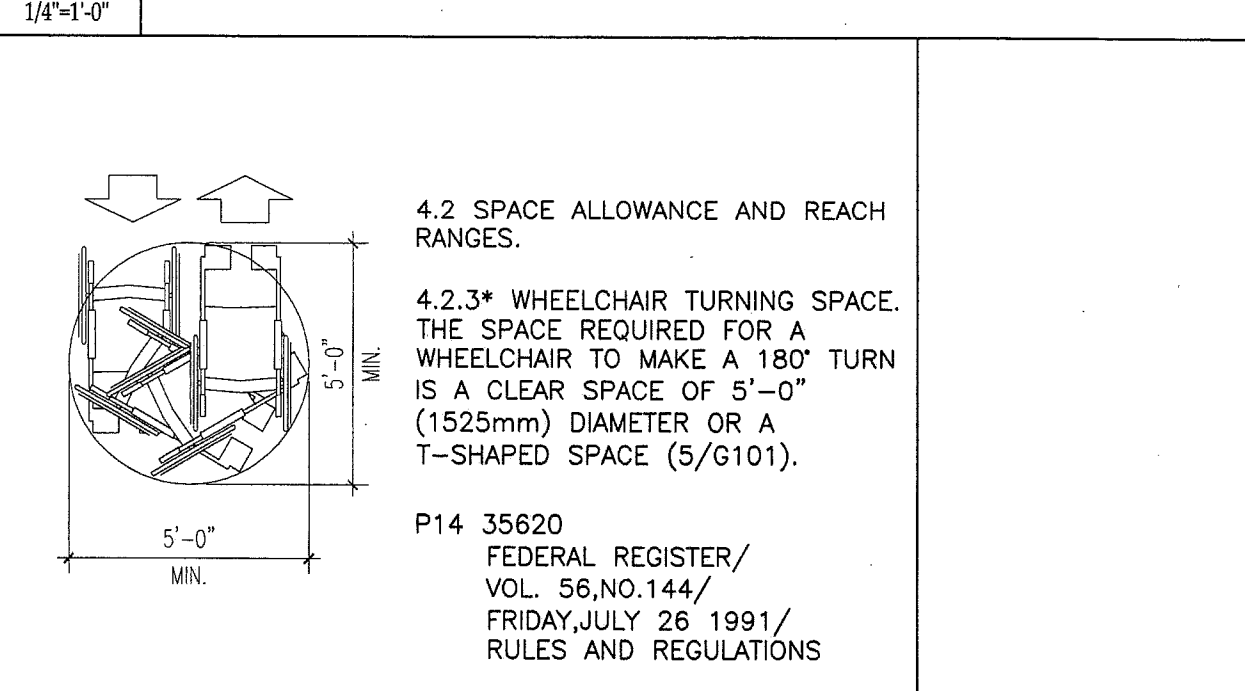 1/4"=1'-0"
4.2 SPACE ALLOWANCE AND REACH
RANGES.
4.2.3* WHEELCHAIR TURNING SPACE.
THE SPACE REQUIRED FOR A
WHEELCHAIR TO MAKE A 180° TURN
IS A CLEAR SPACE OF 5'-0"
(1525mm) DIAMETER OR A
T-SHAPED SPACE (5/G101).
P14 35620
FEDERAL REGISTER/
VOL. 56,NO.144/
FRIDAY,JULY 26 1991/
RULES AND REGULATIONS
5'-0"
MIN.
5'-0"
MIN.